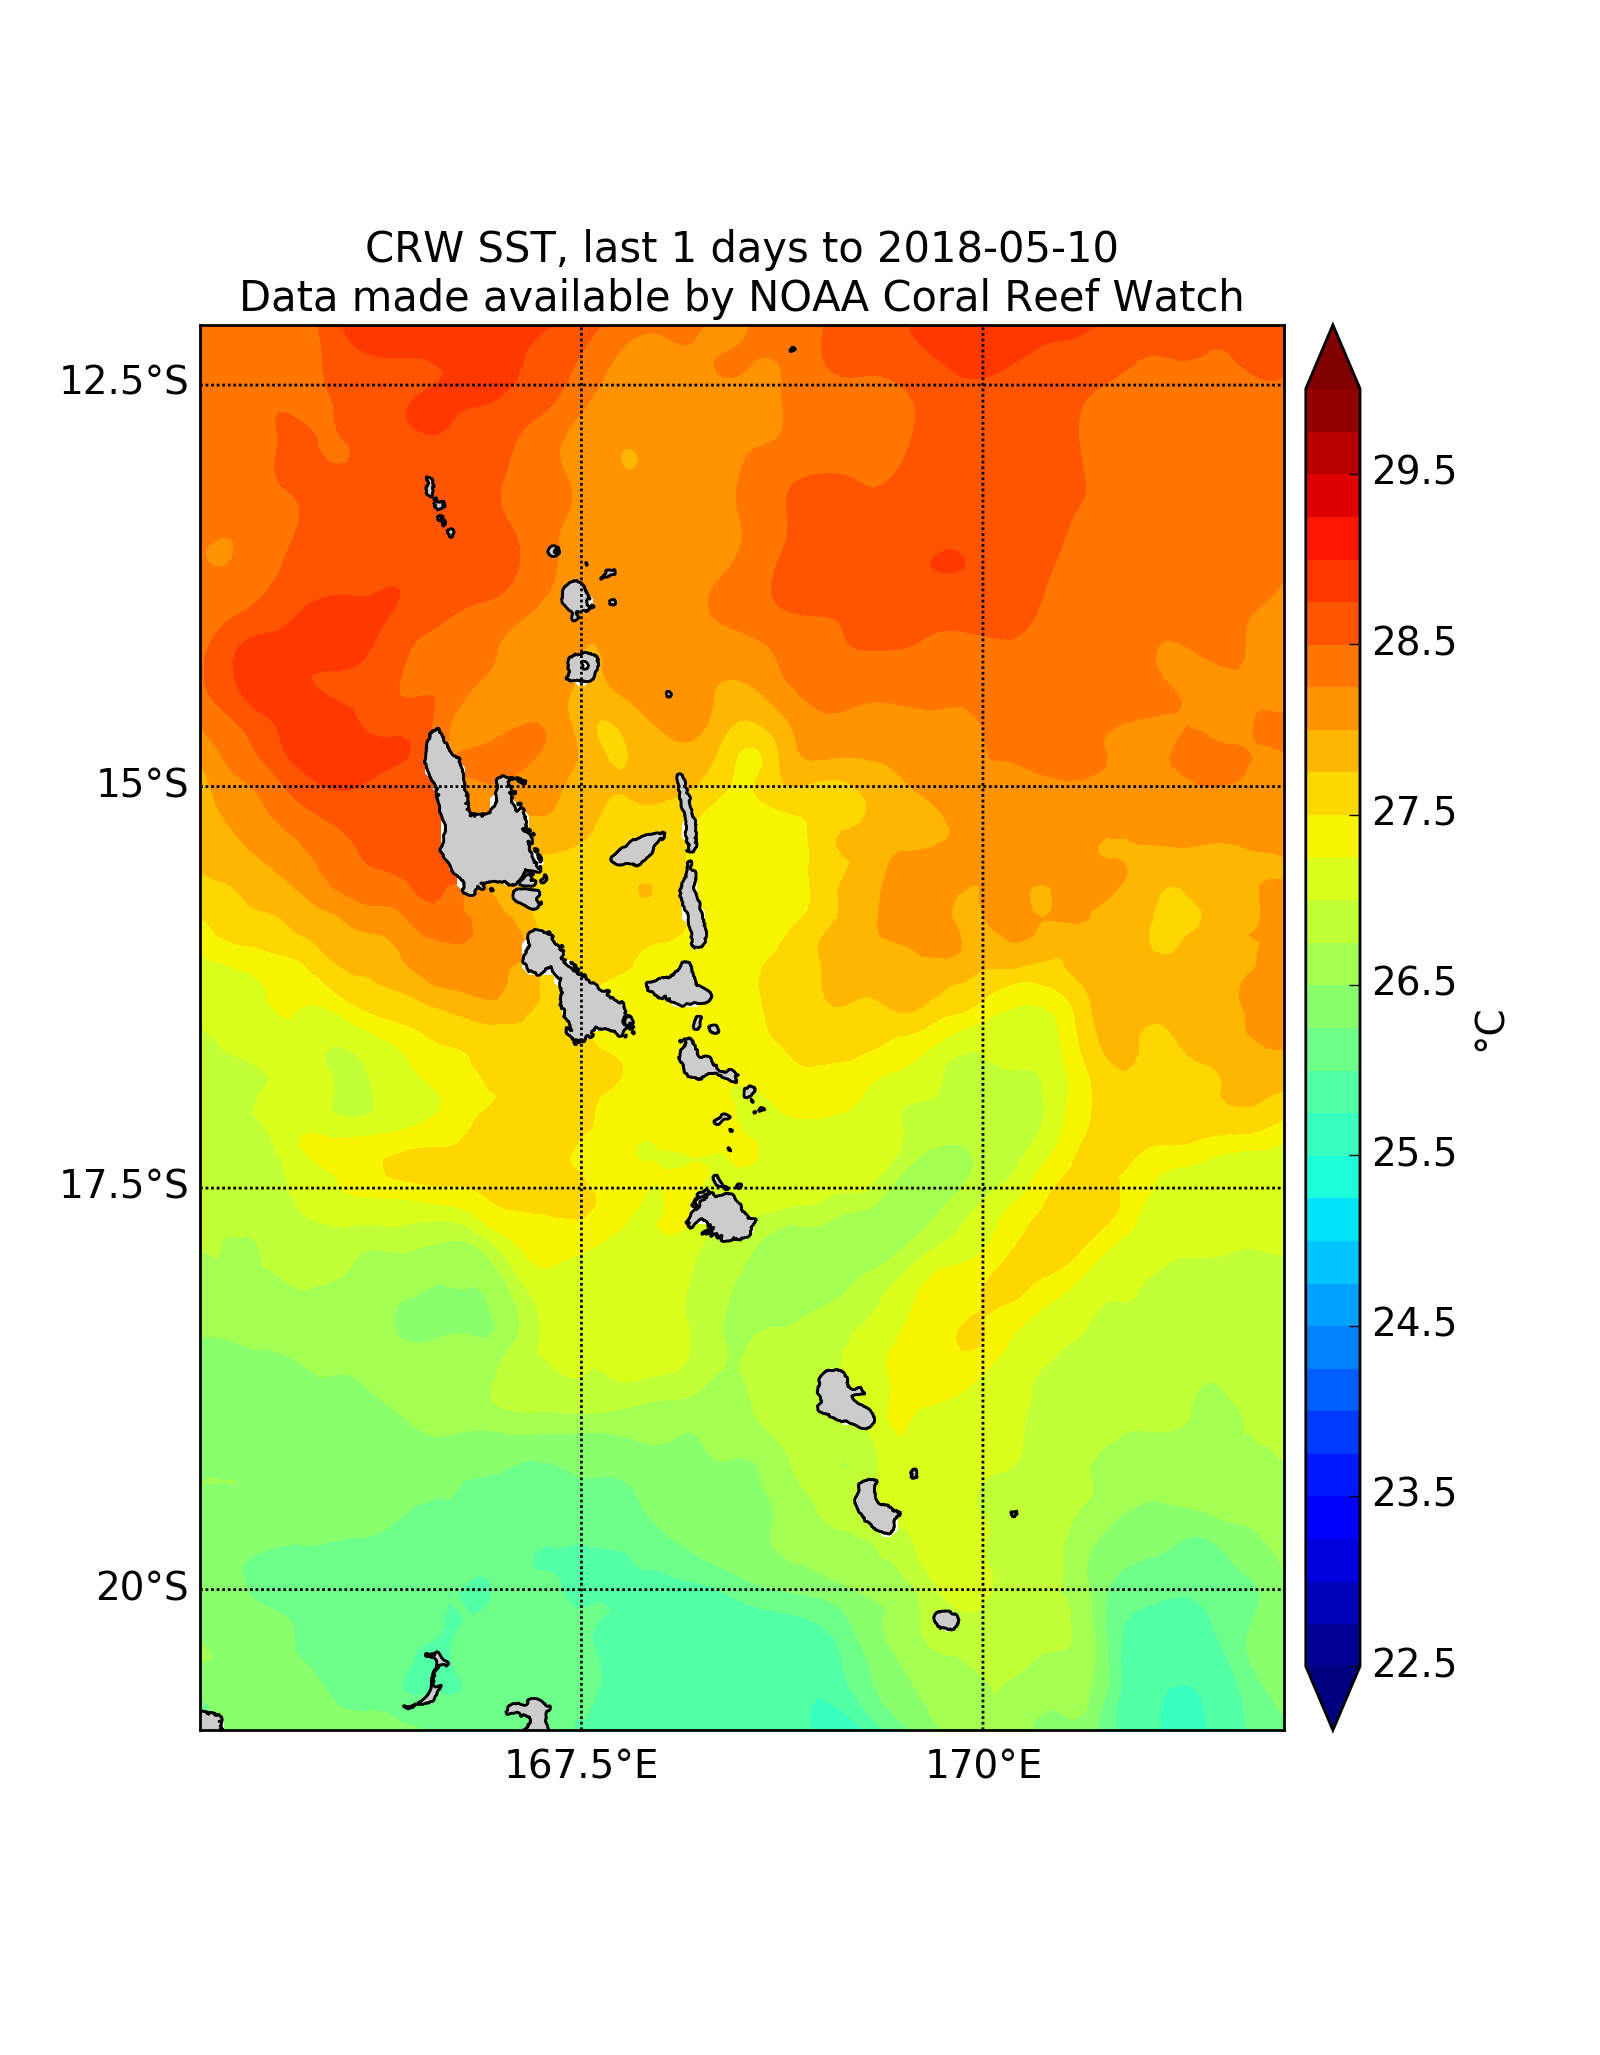 CRW SST, last 1 days to 2018-05-10
Data made available by NOAA Coral Reef Watch
12.5°S
15°S
17.5°S
20°S
167.5°E
170°E
29.5
28.5
27.5
26.5
25.5
24.5
23.5
22.5
°C